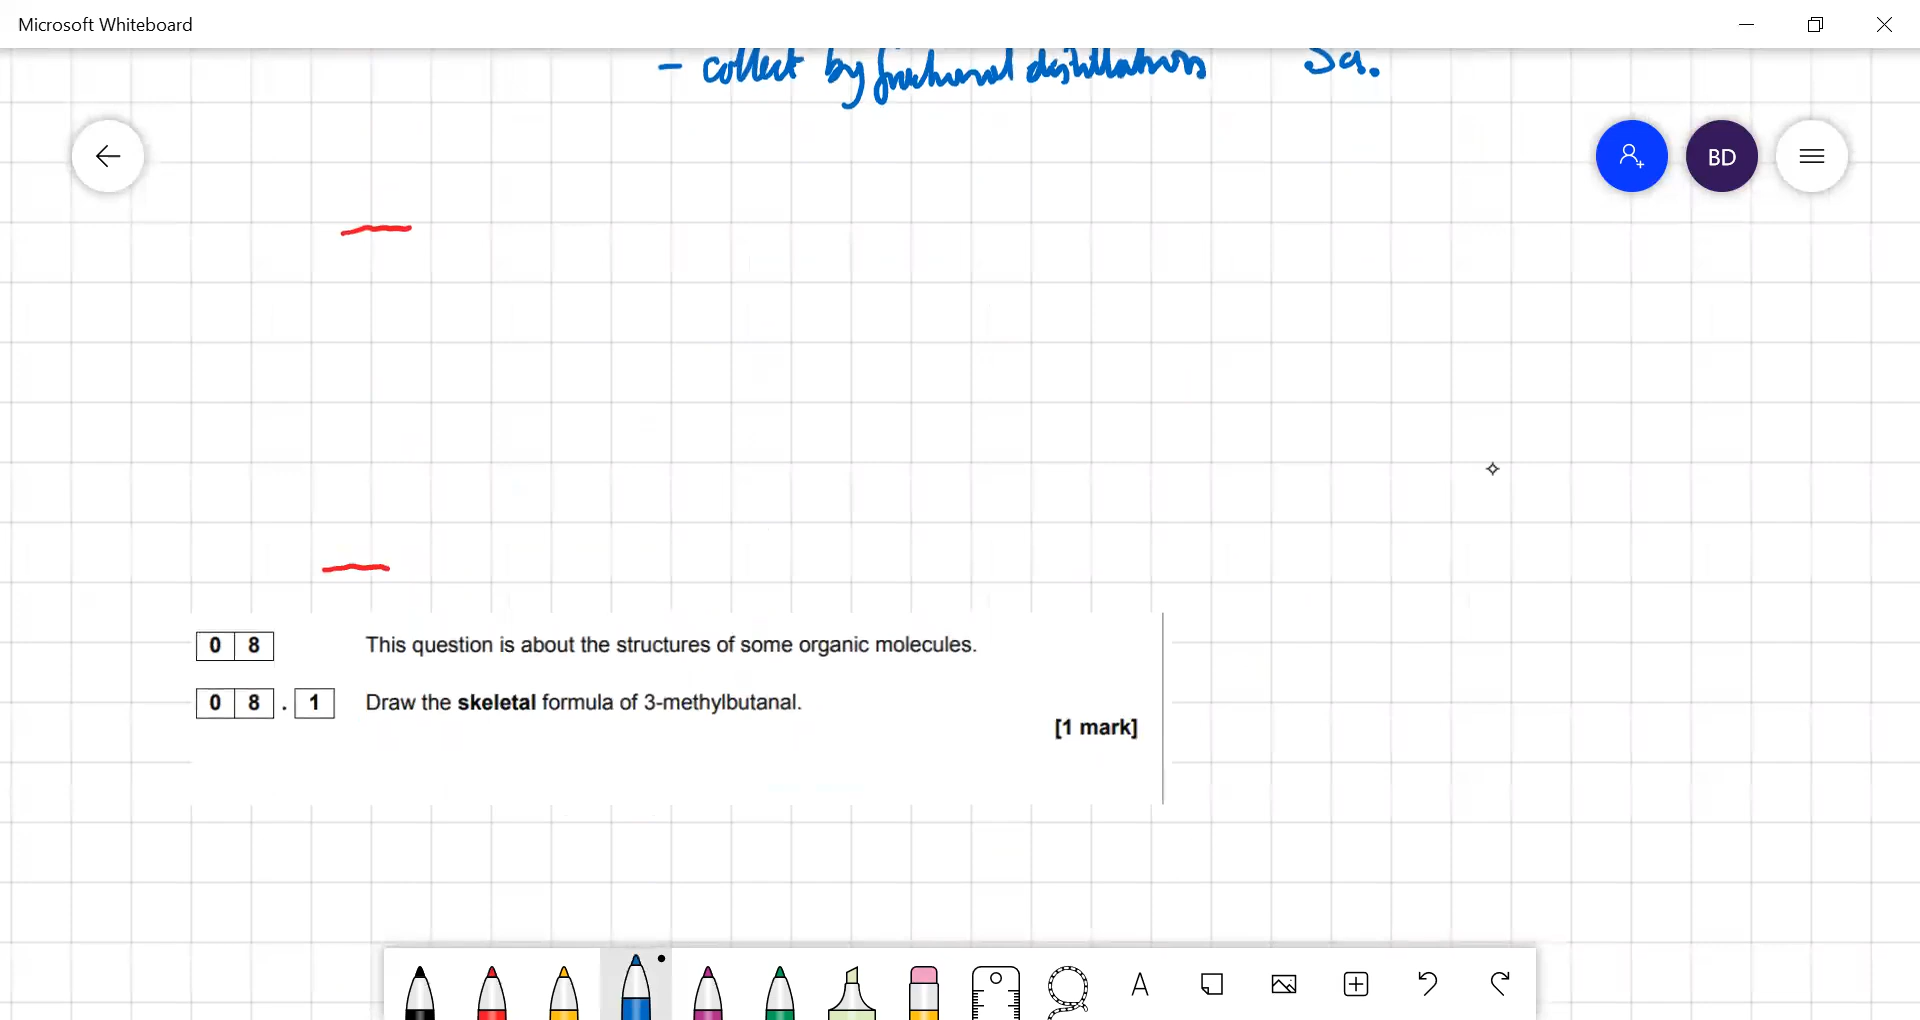 Microsoft Whiteboard
- collect by fractional distillation
BD
0 8 This question is about the structures of some organic molecules.
0 8 . 1 Draw the skeletal formula of 3-methylbutanal.
[1 mark]
A